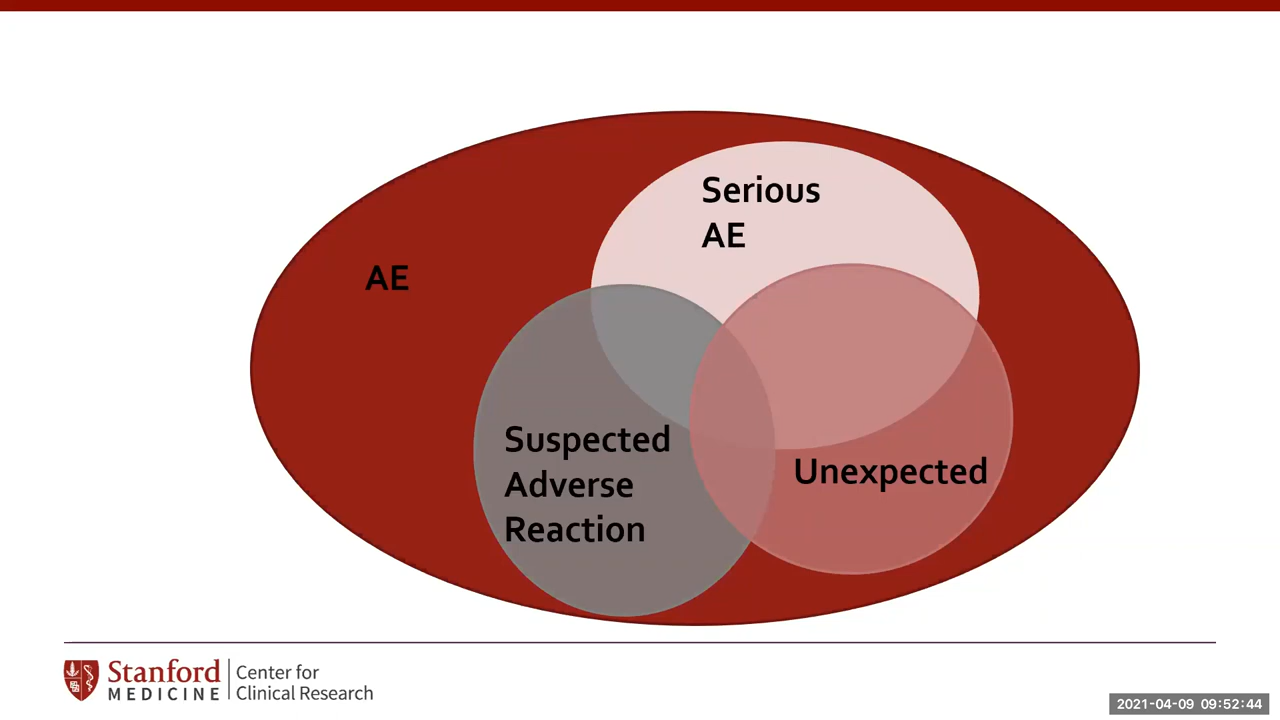 Serious
AE
AE
Suspected
Adverse
Reaction
Unexpected
Stanford
MEDICINE
Center for
Clinical Research
2021-04-09 09:52:44